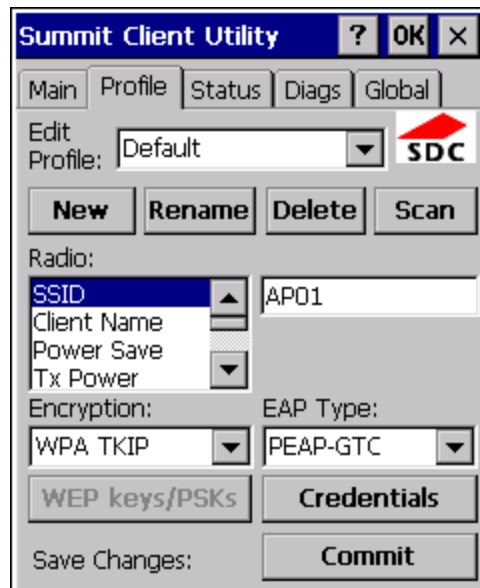 Summit Client Utility ? OK ×
Main Profile Status Diags Global
Edit
Profile: Default
SDC
New Rename Delete Scan
Radio:
SSID AP01
Client Name
Power Save
Tx Power
Encryption: EAP Type:
WPA TKIP PEAP-GTC
WEP keys/PSKs Credentials
Save Changes: Commit